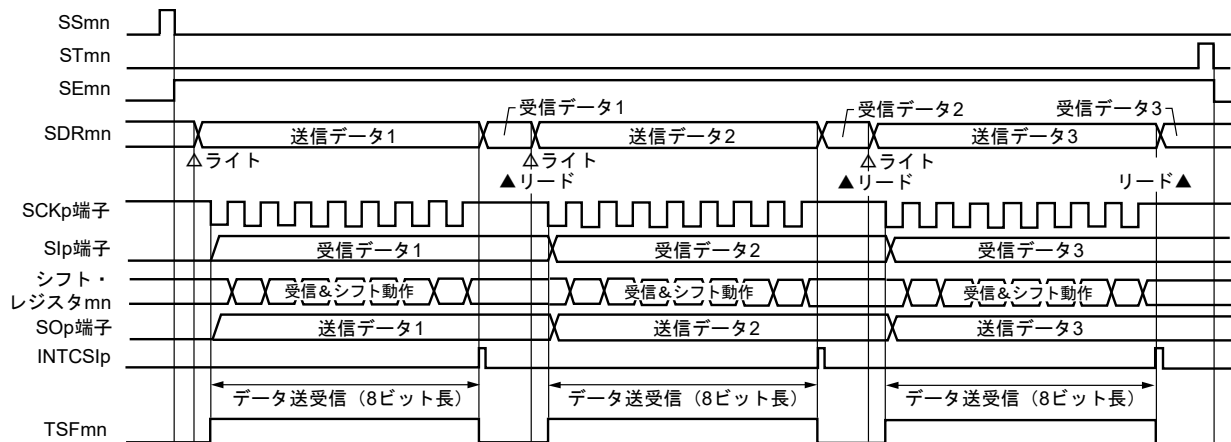 SSmn
STmn
SEmn
受信データ1
受信データ2
受信データ3
SDRmn
送信データ1
送信データ2
送信データ3
△ライト
△ライト
△ライト
▲リード
▲リード
リード▲
SCKp端子
SIp端子
受信データ1
受信データ2
受信データ3
シフト・
レジスタmn
受信&シフト動作
受信&シフト動作
受信&シフト動作
SOp端子
送信データ1
送信データ2
送信データ3
INTCSIp
データ送受信(8ビット長)
データ送受信(8ビット長)
データ送受信(8ビット長)
TSFmn